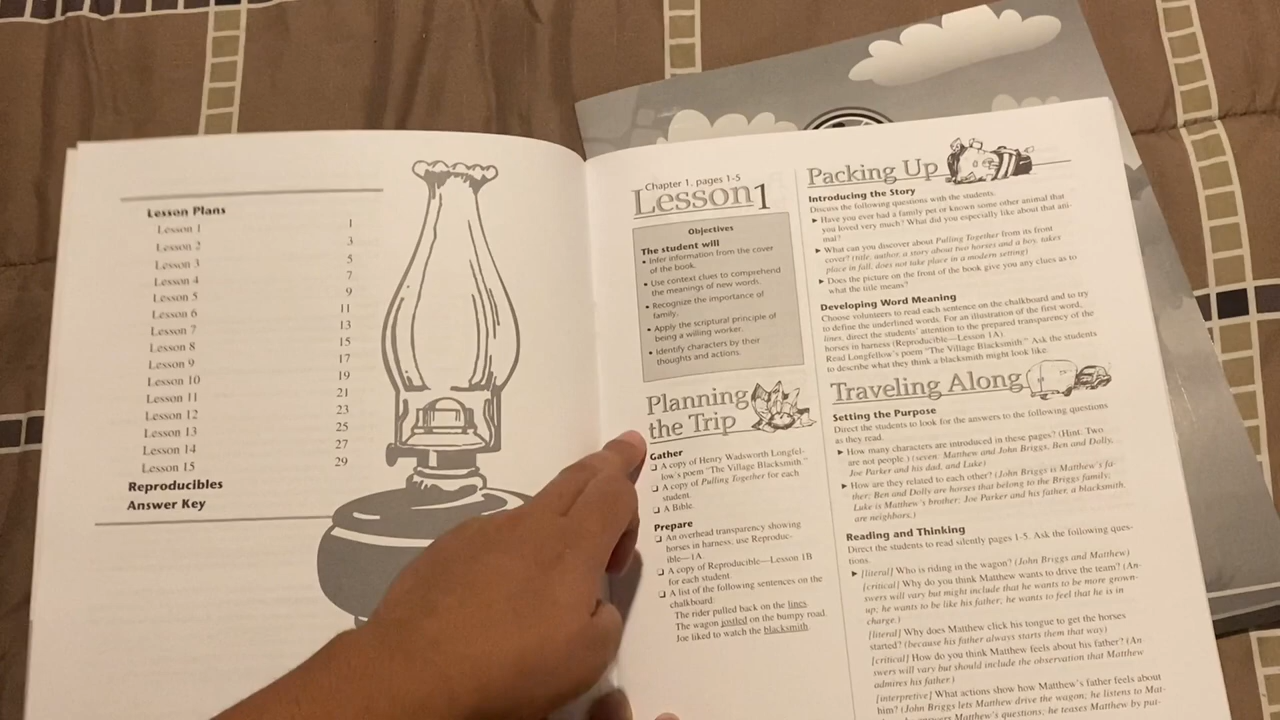 Lesson Plans
Lesson 1 1
Lesson 2 3
Lesson 3 5
Lesson 4 7
Lesson 5 9
Lesson 6 11
Lesson 7 13
Lesson 8 15
Lesson 9 17
Lesson 10 19
Lesson 11 21
Lesson 12 23
Lesson 13 25
Lesson 14 27
Lesson 15 29
Reproducibles
Answer Key
Chapter 1, pages 1-5
Lesson 1
Objectives
The student will
• Infer information from the cover
of the book.
• Use context clues to comprehend
the meanings of new words.
• Recognize the importance of
family.
• Apply the scriptural principle of
being a willing worker.
• Identify characters by their
thoughts and actions.
Planning
the Trip
Gather
❏ A copy of Henry Wadsworth Longfel-
low's poem "The Village Blacksmith."
❏ A copy of Pulling Together for each
student.
❏ A Bible.
Prepare
❏ An overhead transparency showing
horses in harness; use Reproduc-
ible—1A.
❏ A copy of Reproducible—Lesson 1B
for each student.
❏ A list of the following sentences on the
chalkboard:
The rider pulled back on the lines.
The wagon jostled on the bumpy road.
Joe liked to watch the blacksmith.
Packing Up
Introducing the Story
Discuss the following questions with the students.
► Have you ever had a family pet or known some other animal that
you loved very much? What did you especially like about that ani-
mal?
► What can you discover about Pulling Together from its front
cover? (title, author, a story about two horses and a boy, takes
place in fall, does not take place in a modern setting)
► Does the picture on the front of the book give you any clues as to
what the title means?
Developing Word Meaning
Choose volunteers to read each sentence on the chalkboard and to try
to define the underlined words. For an illustration of the first word,
lines, direct the students' attention to the prepared transparency of the
horses in harness (Reproducible—Lesson 1A).
Read Longfellow's poem "The Village Blacksmith." Ask the students
to describe what they think a blacksmith might look like.
Traveling Along
Setting the Purpose
Direct the students to look for the answers to the following questions
as they read.
► How many characters are introduced in these pages? (Hint: Two
are not people.) (seven: Matthew and John Briggs, Ben and Dolly,
Joe Parker and his dad, and Luke)
► How are they related to each other? (John Briggs is Matthew's fa-
ther; Ben and Dolly are horses that belong to the Briggs family;
Luke is Matthew's brother; Joe Parker and his father, a blacksmith,
are neighbors.)
Reading and Thinking
Direct the students to read silently pages 1-5. Ask the following ques-
tions.
► [literal] Who is riding in the wagon? (John Briggs and Matthew)
[critical] Why do you think Matthew wants to drive the team? (An-
swers will vary but might include that he wants to be more grown-
up; he wants to be like his father; he wants to feel that he is in
charge.)
[literal] Why does Matthew click his tongue to get the horses
started? (because his father always starts them that way)
[critical] How do you think Matthew feels about his father? (An
swers will vary but should include the observation that Matthew
admires his father.)
[interpretive] What actions show how Matthew's father feels about
him? (John Briggs lets Matthew drive the wagon; he listens to Mat-
answers Matthew's questions; he teases Matthew by